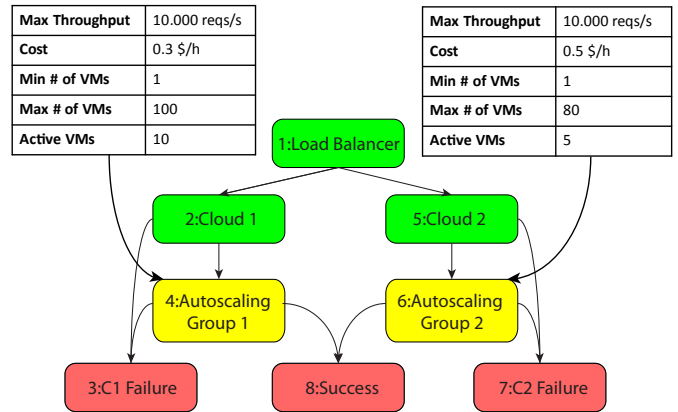 Max Throughput 10.000 reqs/s
Cost 0.3 $/h
Min # of VMs 1
Max # of VMs 100
Active VMs 10
Max Throughput 10.000 reqs/s
Cost 0.5 $/h
Min # of VMs 1
Max # of VMs 80
Active VMs 5
1:Load Balancer
2:Cloud 1
5:Cloud 2
4:Autoscaling
Group 1
6:Autoscaling
Group 2
3:C1 Failure
8:Success
7:C2 Failure